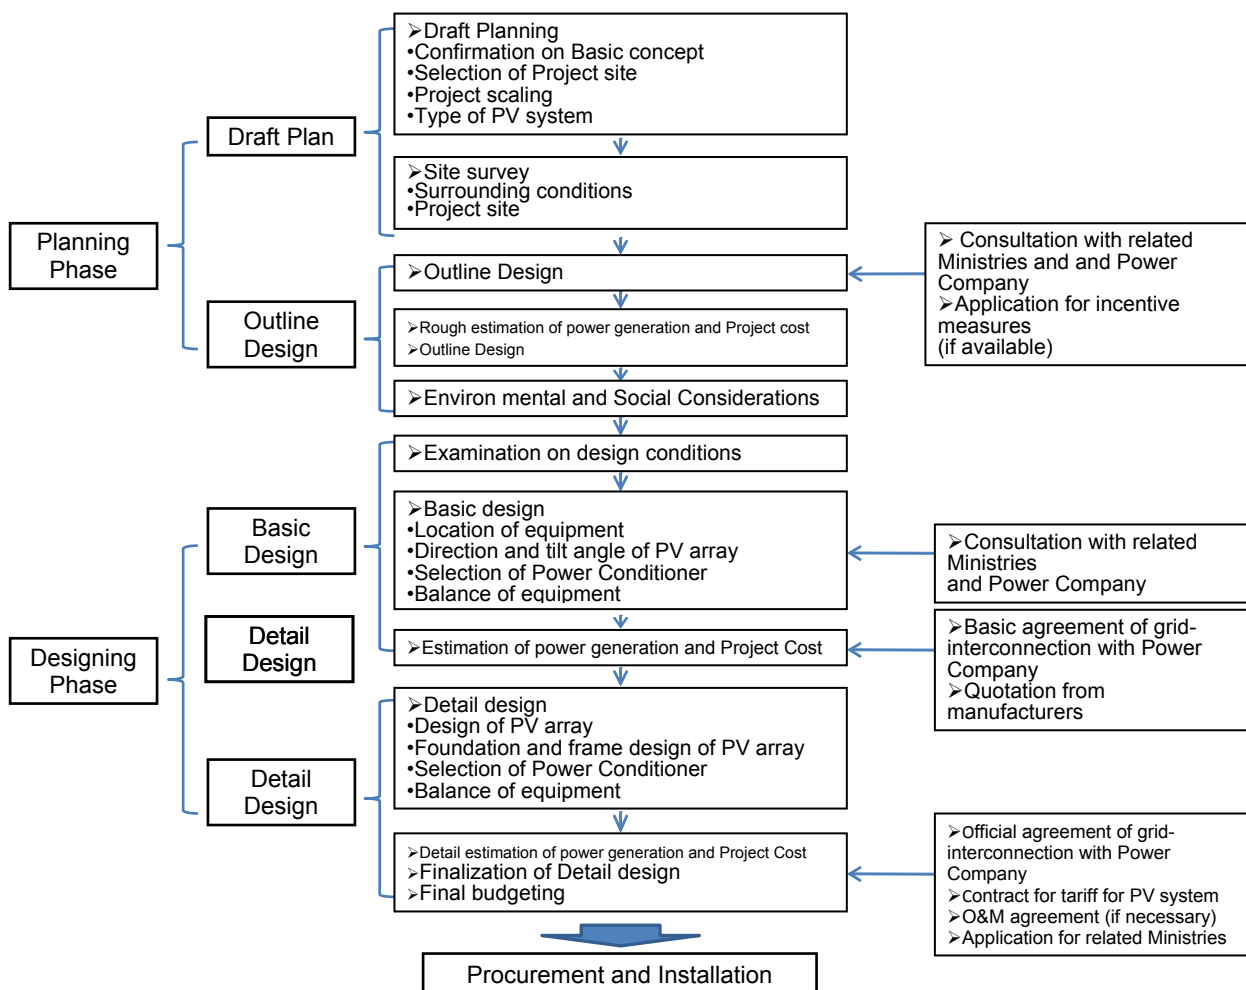 ➢Draft Planning
•Confirmation on Basic concept
•Selection of Project site
•Project scaling
•Type of PV system
Draft Plan
➢Site survey
•Surrounding conditions
•Project site
Planning
Phase
➢Outline Design
➢ Consultation with related
Ministries and and Power
Company
➢Application for incentive
measures
(if available)
Outline
Design
➢Rough estimation of power generation and Project cost
➢Outline Design
➢Environ mental and Social Considerations
➢Examination on design conditions
Basic
Design
➢Basic design
•Location of equipment
•Direction and tilt angle of PV array
•Selection of Power Conditioner
•Balance of equipment
➢Consultation with related
Ministries
and Power Company
Detail
Design
Designing
Phase
➢Estimation of power generation and Project Cost
➢Basic agreement of grid-
interconnection with Power
Company
➢Quotation from
manufacturers
➢Detail design
•Design of PV array
•Foundation and frame design of PV array
•Selection of Power Conditioner
•Balance of equipment
Detail
Design
➢Detail estimation of power generation and Project Cost
➢Finalization of Detail design
➢Final budgeting
➢Official agreement of grid-
interconnection with Power
Company
➢Contract for tariff for PV system
➢O&M agreement (if necessary)
➢Application for related Ministries
Procurement and Installation